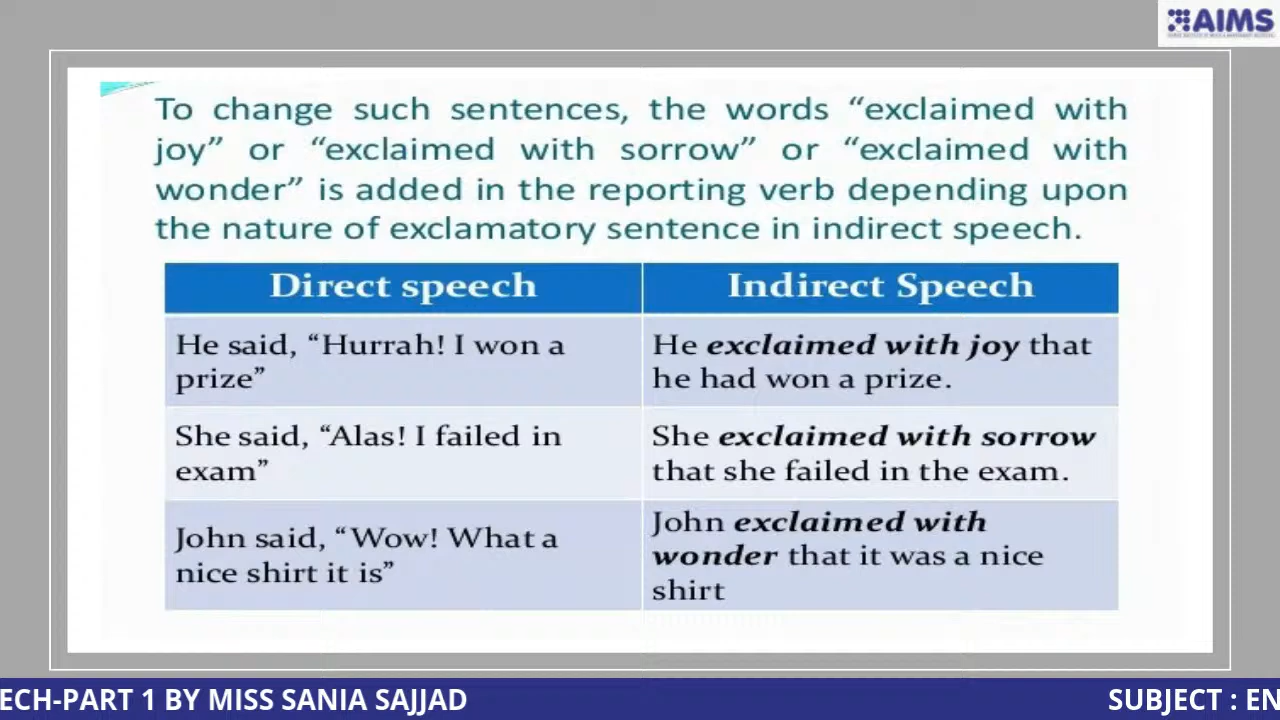 AIMS
To change such sentences, the words “exclaimed with
joy” or “exclaimed with sorrow” or “exclaimed with
wonder” is added in the reporting verb depending upon
the nature of exclamatory sentence in indirect speech.
Direct speech
Indirect Speech
He said, “Hurrah! I won a
prize”
He exclaimed with joy that
he had won a prize.
She said, “Alas! I failed in
exam”
She exclaimed with sorrow
that she failed in the exam.
John said, “Wow! What a
nice shirt it is”
John exclaimed with
wonder that it was a nice
shirt
ECH-PART 1 BY MISS SANIA SAJJAD
SUBJECT : EN